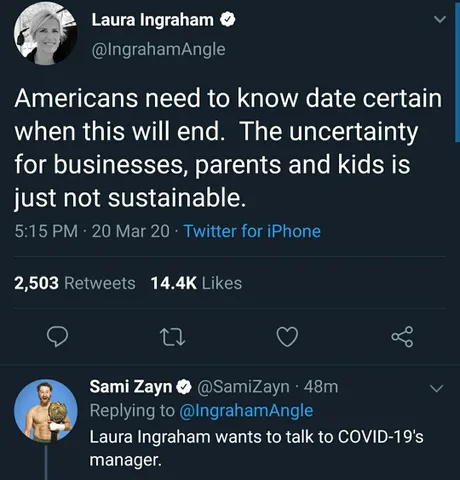 Laura Ingraham
@IngrahamAngle
Americans need to know date certain
when this will end.  The uncertainty
for businesses, parents and kids is
just not sustainable.
5:15 PM · 20 Mar 20 · Twitter for iPhone
2,503 Retweets  14.4K Likes
Sami Zayn @SamiZayn · 48m
Replying to @IngrahamAngle
Laura Ingraham wants to talk to COVID-19's
manager.